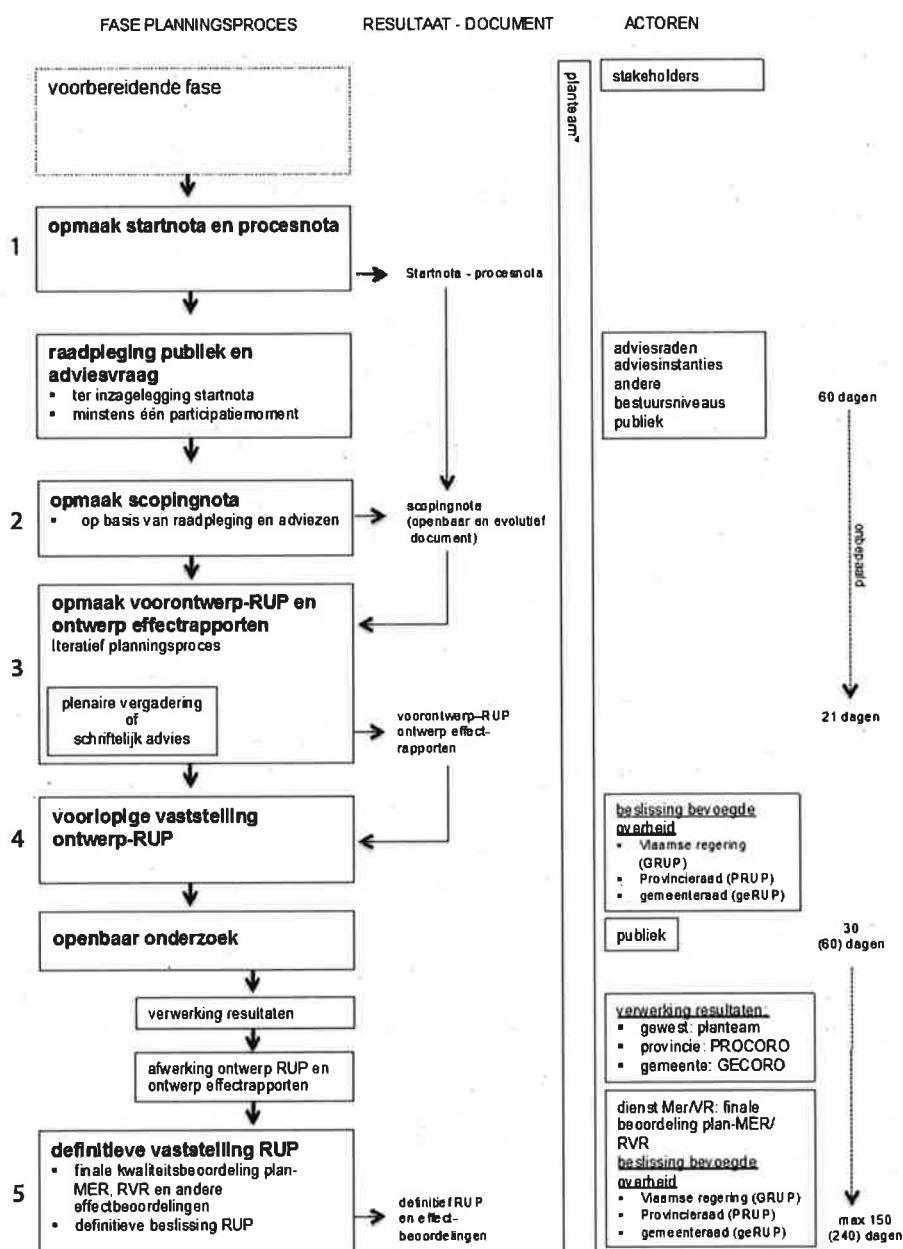 FASE PLANNINGSPROCES
RESULTAAT - DOCUMENT
ACTOREN
voorbereidende fase
planteam*
stakeholders
1
opmaak startnota en procesnota
Startnota - procesnota
raadpleging publiek en
adviesvraag
▪ ter inzagelegging startnota
▪ minstens één participatiemoment
adviesraden
adviesinstanties
andere
bestuursniveaus
publiek
60 dagen
2
opmaak scopingnota
▪ op basis van raadpleging en adviezen
scopingnota
(openbaar en evolutief
document)
onbepaald
3
opmaak voorontwerp-RUP en
ontwerp effectrapporten
Iteratief planningsproces
plenaire vergadering
of
schriftelijk advies
voorontwerp-RUP
ontwerp effect-
rapporten
21 dagen
4
voorlopige vaststelling
ontwerp-RUP
beslissing bevoegde
overheid
▪ Vlaamse regering
(GRUP)
▪ Provincieraad (PRUP)
▪ gemeenteraad (geRUP)
openbaar onderzoek
publiek
30
(60) dagen
verwerking resultaten
verwerking resultaten:
▪ gewest: planteam
▪ provincie: PROCORO
▪ gemeente: GECORO
afwerking ontwerp RUP en
ontwerp effectrapporten
5
definitieve vaststelling RUP
▪ finale kwaliteitsbeoordeling plan-
MER, RVR en andere
effectbeoordelingen
▪ definitieve beslissing RUP
definitief RUP
en effect-
beoordelingen
dienst Mer/VR: finale
beoordeling plan-MER/
RVR
beslissing bevoegde
overheid
▪ Vlaamse regering (GRUP)
▪ Provincieraad (PRUP)
▪ gemeenteraad (geRUP)
max 150
(240) dagen